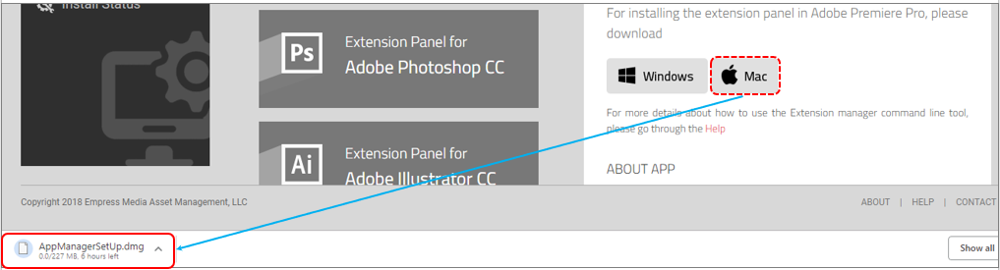 Install Status
Ps
Extension Panel for
Adobe Photoshop CC
Ai
Extension Panel for
Adobe Illustrator CC
For installing the extension panel in Adobe Premiere Pro, please
download
Windows
Mac
For more details about how to use the Extension manager command line tool,
please go through the Help
ABOUT APP
Copyright 2018 Empress Media Asset Management, LLC
ABOUT | HELP | CONTACT
AppManagerSetUp.dmg
0.0/227 MB, 6 hours left
Show all